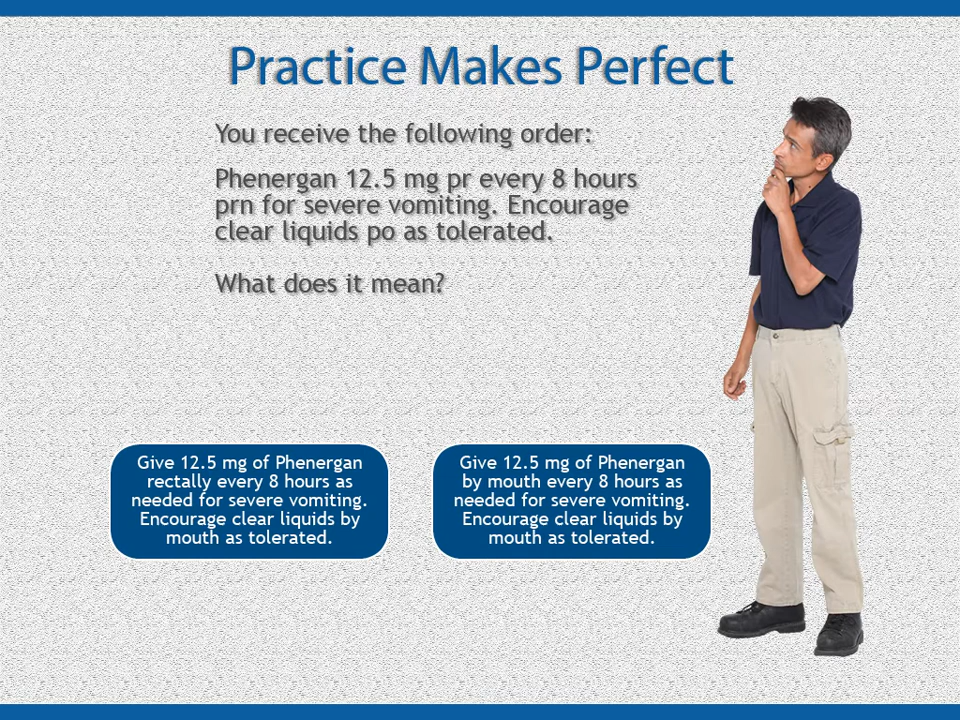 Practice Makes Perfect
You receive the following order:
Phenergan 12.5 mg pr every 8 hours
prn for severe vomiting. Encourage
clear liquids po as tolerated.
What does it mean?
Give 12.5 mg of Phenergan
rectally every 8 hours as
needed for severe vomiting.
Encourage clear liquids by
mouth as tolerated.
Give 12.5 mg of Phenergan
by mouth every 8 hours as
needed for severe vomiting.
Encourage clear liquids by
mouth as tolerated.